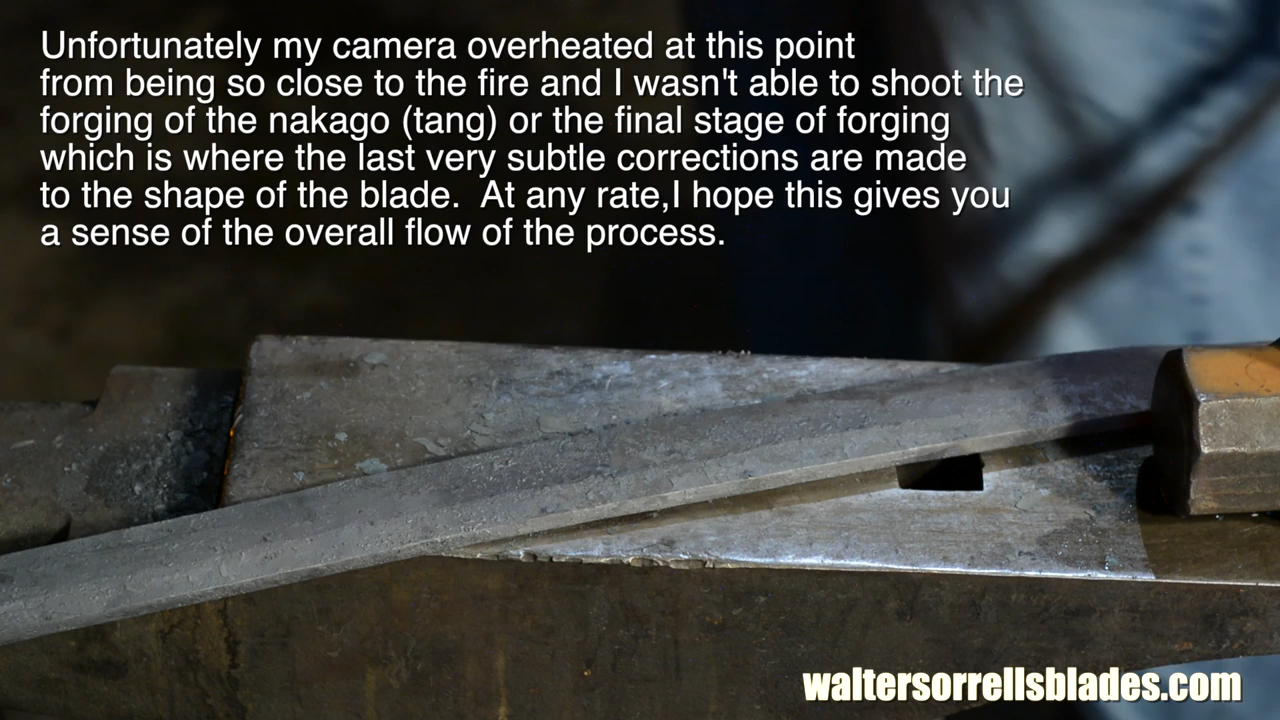 Unfortunately my camera overheated at this point
from being so close to the fire and I wasn't able to shoot the
forging of the nakago (tang) or the final stage of forging
which is where the last very subtle corrections are made
to the shape of the blade.  At any rate,I hope this gives you
a sense of the overall flow of the process.
waltersorrellsblades.com